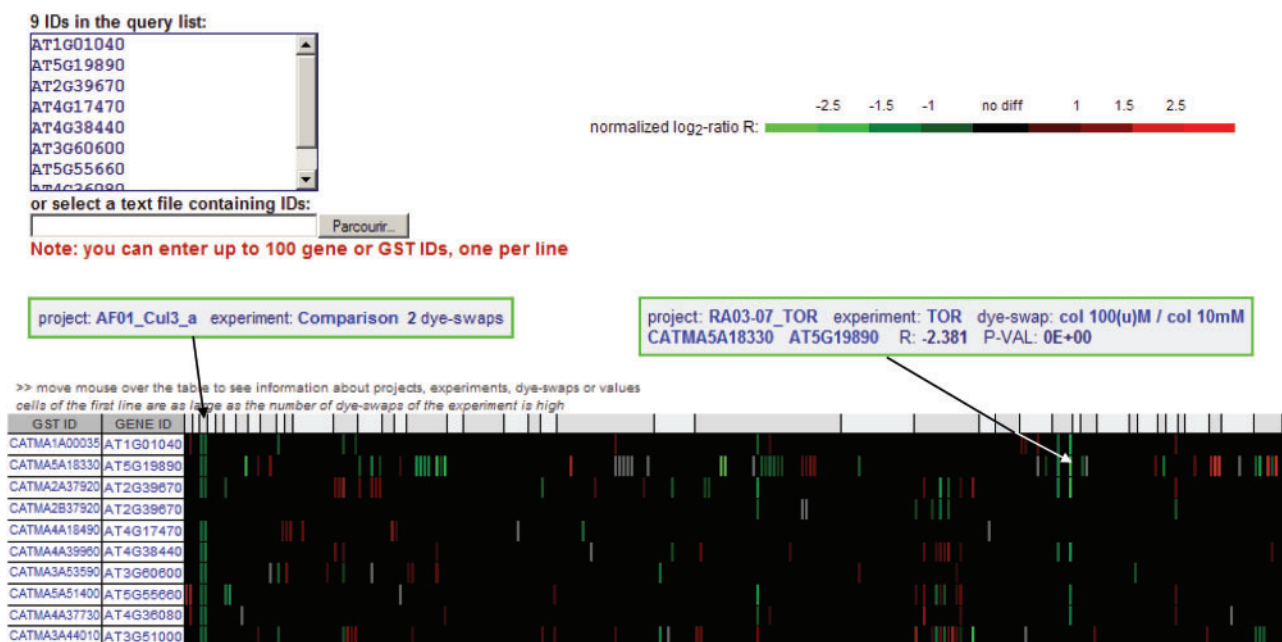 9 IDs in the query list:
AT1G01040
AT5G19890
AT2G39670
AT4G17470
AT4G38440
AT3G60600
AT5G55660
AT4G36080
or select a text file containing IDs:
Parcourir...
Note: you can enter up to 100 gene or GST IDs, one per line
-2.5 -1.5 -1 no diff 1 1.5 2.5
normalized log2-ratio R:
project: AF01_Cul3_a experiment: Comparison 2 dye-swaps
project: RA03-07_TOR experiment: TOR dye-swap: col 100(u)M / col 10mM
CATMA5A18330 AT5G19890 R: -2.381 P-VAL: 0E+00
>> move mouse over the table to see information about projects, experiments, dye-swaps or values
cells of the first line are as large as the number of dye-swaps of the experiment is high
GST ID GENE ID
CATMA1A00035 AT1G01040
CATMA5A18330 AT5G19890
CATMA2A37920 AT2G39670
CATMA2B37920 AT2G39670
CATMA4A18490 AT4G17470
CATMA4A39960 AT4G38440
CATMA3A53590 AT3G60600
CATMA5A51400 AT5G55660
CATMA4A37730 AT4G36080
CATMA3A44010 AT3G51000